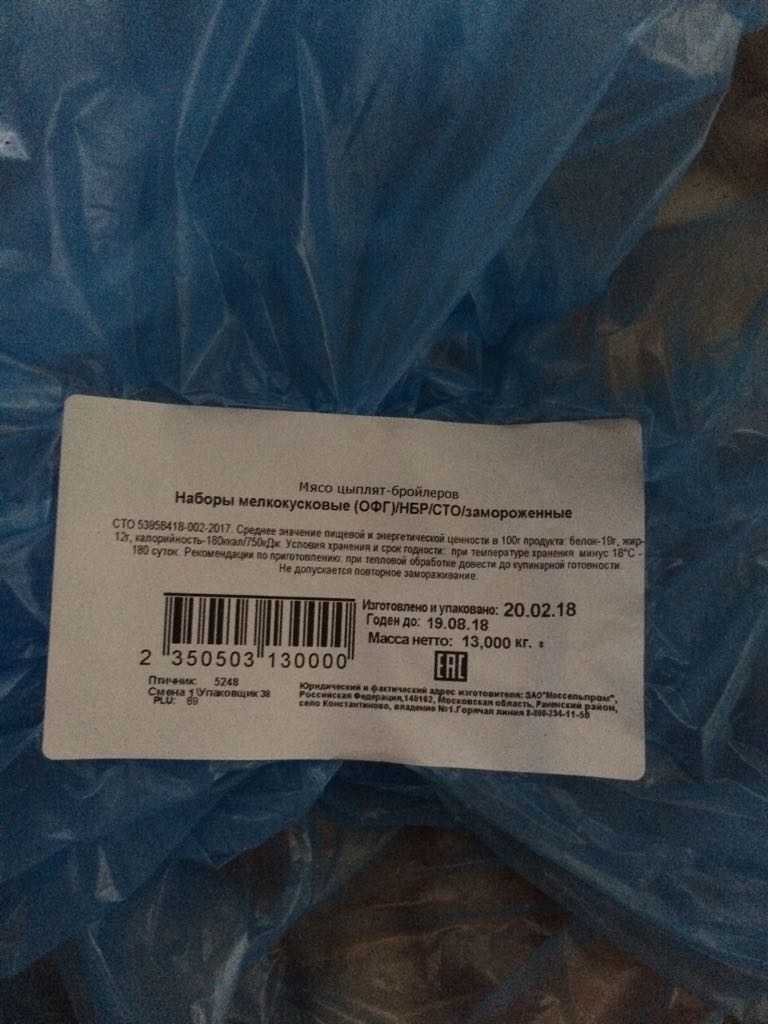 Мясо цыплят-бройлеров
Наборы мелкокусковые (ОФГ)/НБР/СТО/замороженные
СТО 53958418-002-2017. Среднее значение пищевой и энергетической ценности в 100г продукта: белок-19г, жир-
12г, калорийность-180ккал/750кДж. Условия хранения и срок годности: при температуре хранения минус 18°С -
180 суток. Рекомендации по приготовлению: при тепловой обработке довести до кулинарной готовности.
Не допускается повторное замораживание.
Изготовлено и упаковано: 20.02.18
Годен до: 19.08.18
Масса нетто: 13,000 кг.
2 350503 130000
EAC
Птичник: 5248
Смена 1 \Упаковщик 38
PLU: 69
Юридический и фактический адрес изготовителя: ЗАО"Моссельпром",
Российская Федерация,140162, Московская область, Раменский район,
село Константиново, владение №1.Горячая линия 8-800-234-11-50